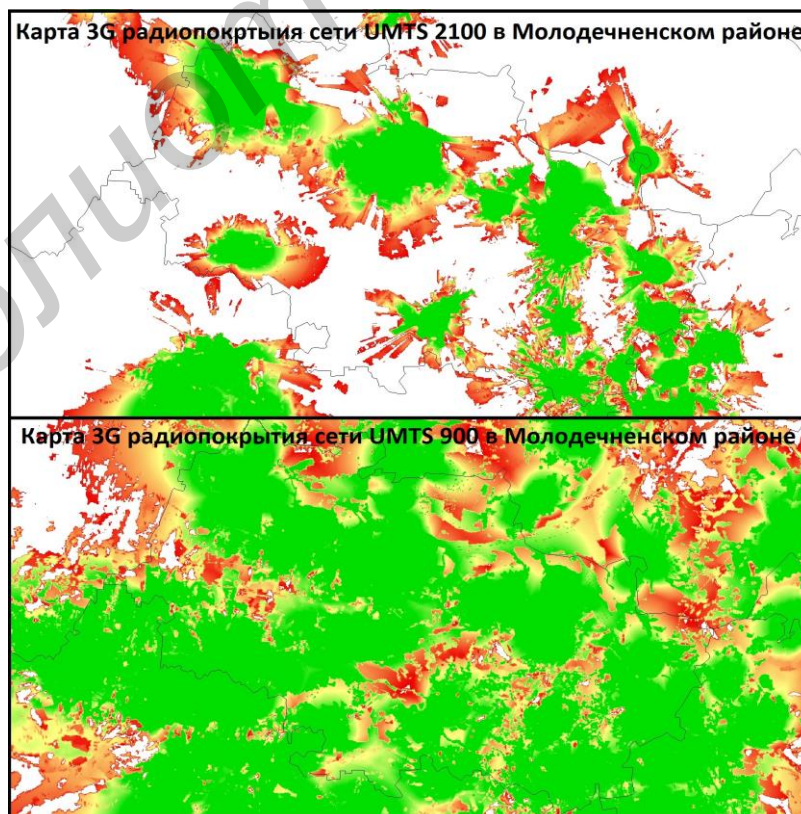 Карта 3G радиопокртыия сети UMTS 2100 в Молодечненском районе
Карта 3G радиопокрытия сети UMTS 900 в Молодечненском районе